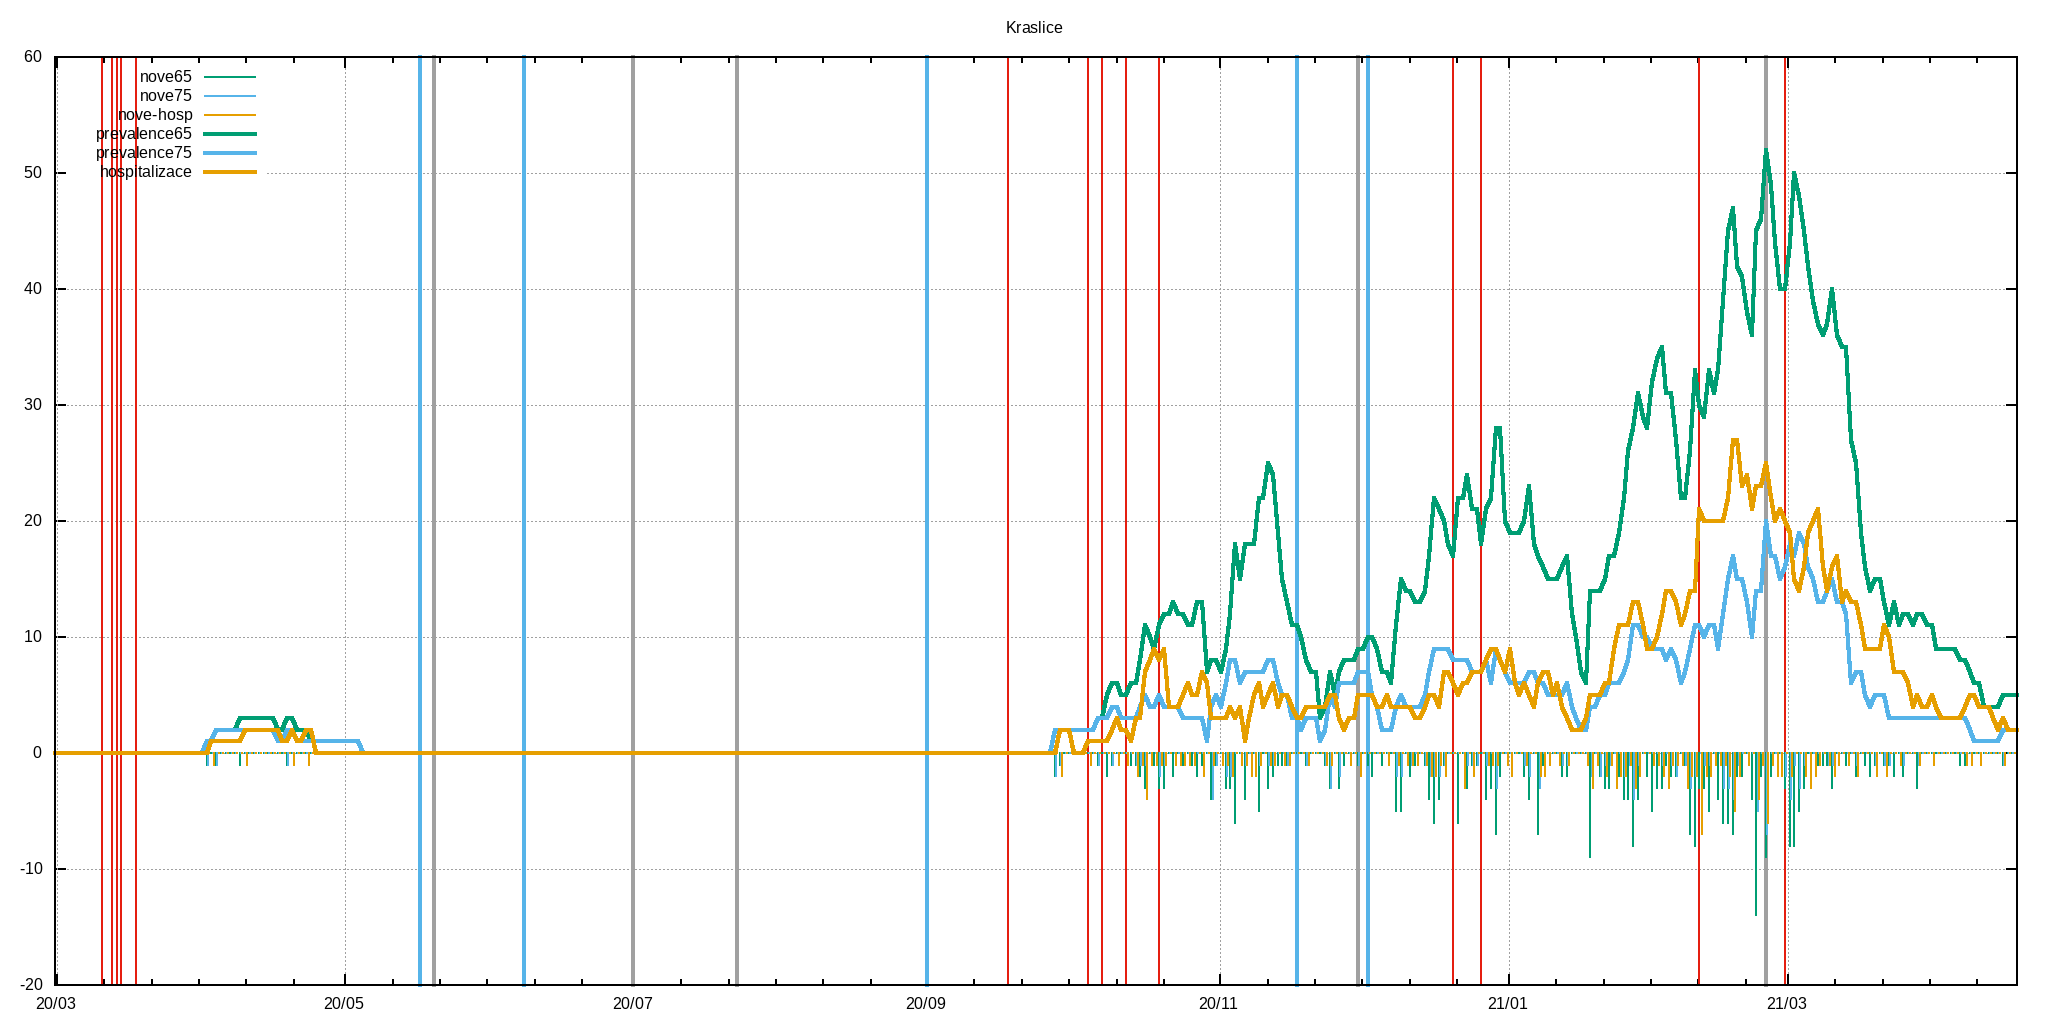 Kraslice
60
50
40
30
20
10
0
-10
-20
nove65
nove75
nove-hosp
prevalence65
prevalence75
hospitalizace
20/03 20/05 20/07 20/09 20/11 21/01 21/03